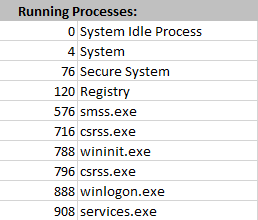 Running Processes:
0 System Idle Process
4 System
76 Secure System
120 Registry
576 smss.exe
716 csrss.exe
788 wininit.exe
796 csrss.exe
888 winlogon.exe
908 services.exe